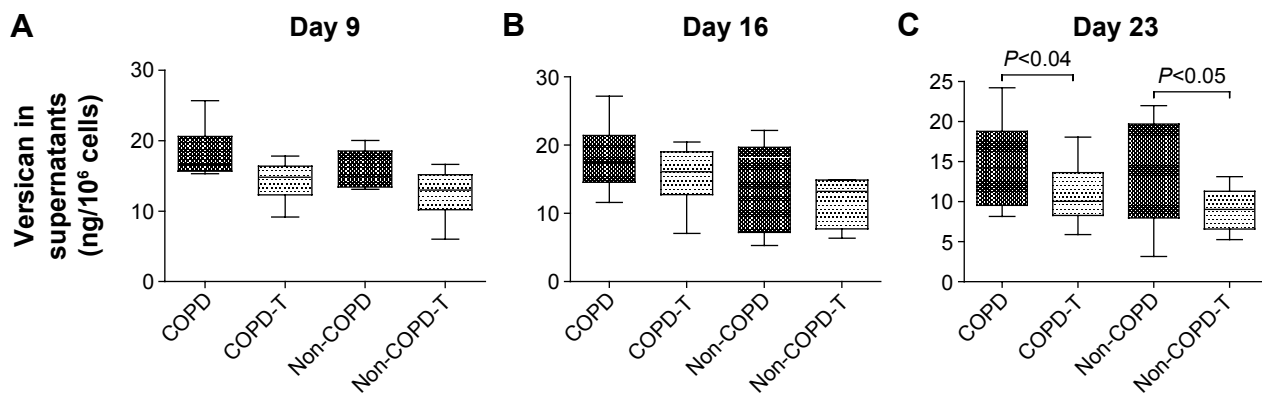 A
Day 9
B
Day 16
C
Day 23
Versican in
supernatants
(ng/10⁶ cells)
30
20
10
0
COPD
COPD-T
Non-COPD
Non-COPD-T
30
20
10
0
COPD
COPD-T
Non-COPD
Non-COPD-T
P<0.04
P<0.05
25
20
15
10
5
0
COPD
COPD-T
Non-COPD
Non-COPD-T